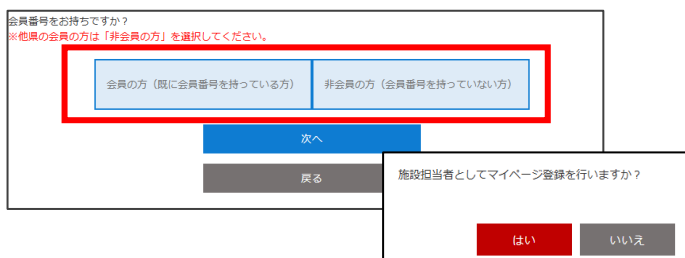 会員番号をお持ちですか？
※他県の会員の方は「非会員の方」を選択してください。
会員の方（既に会員番号を持っている方）
非会員の方（会員番号を持っていない方）
次へ
戻る
施設担当者としてマイページ登録を行いますか？
はい
いいえ